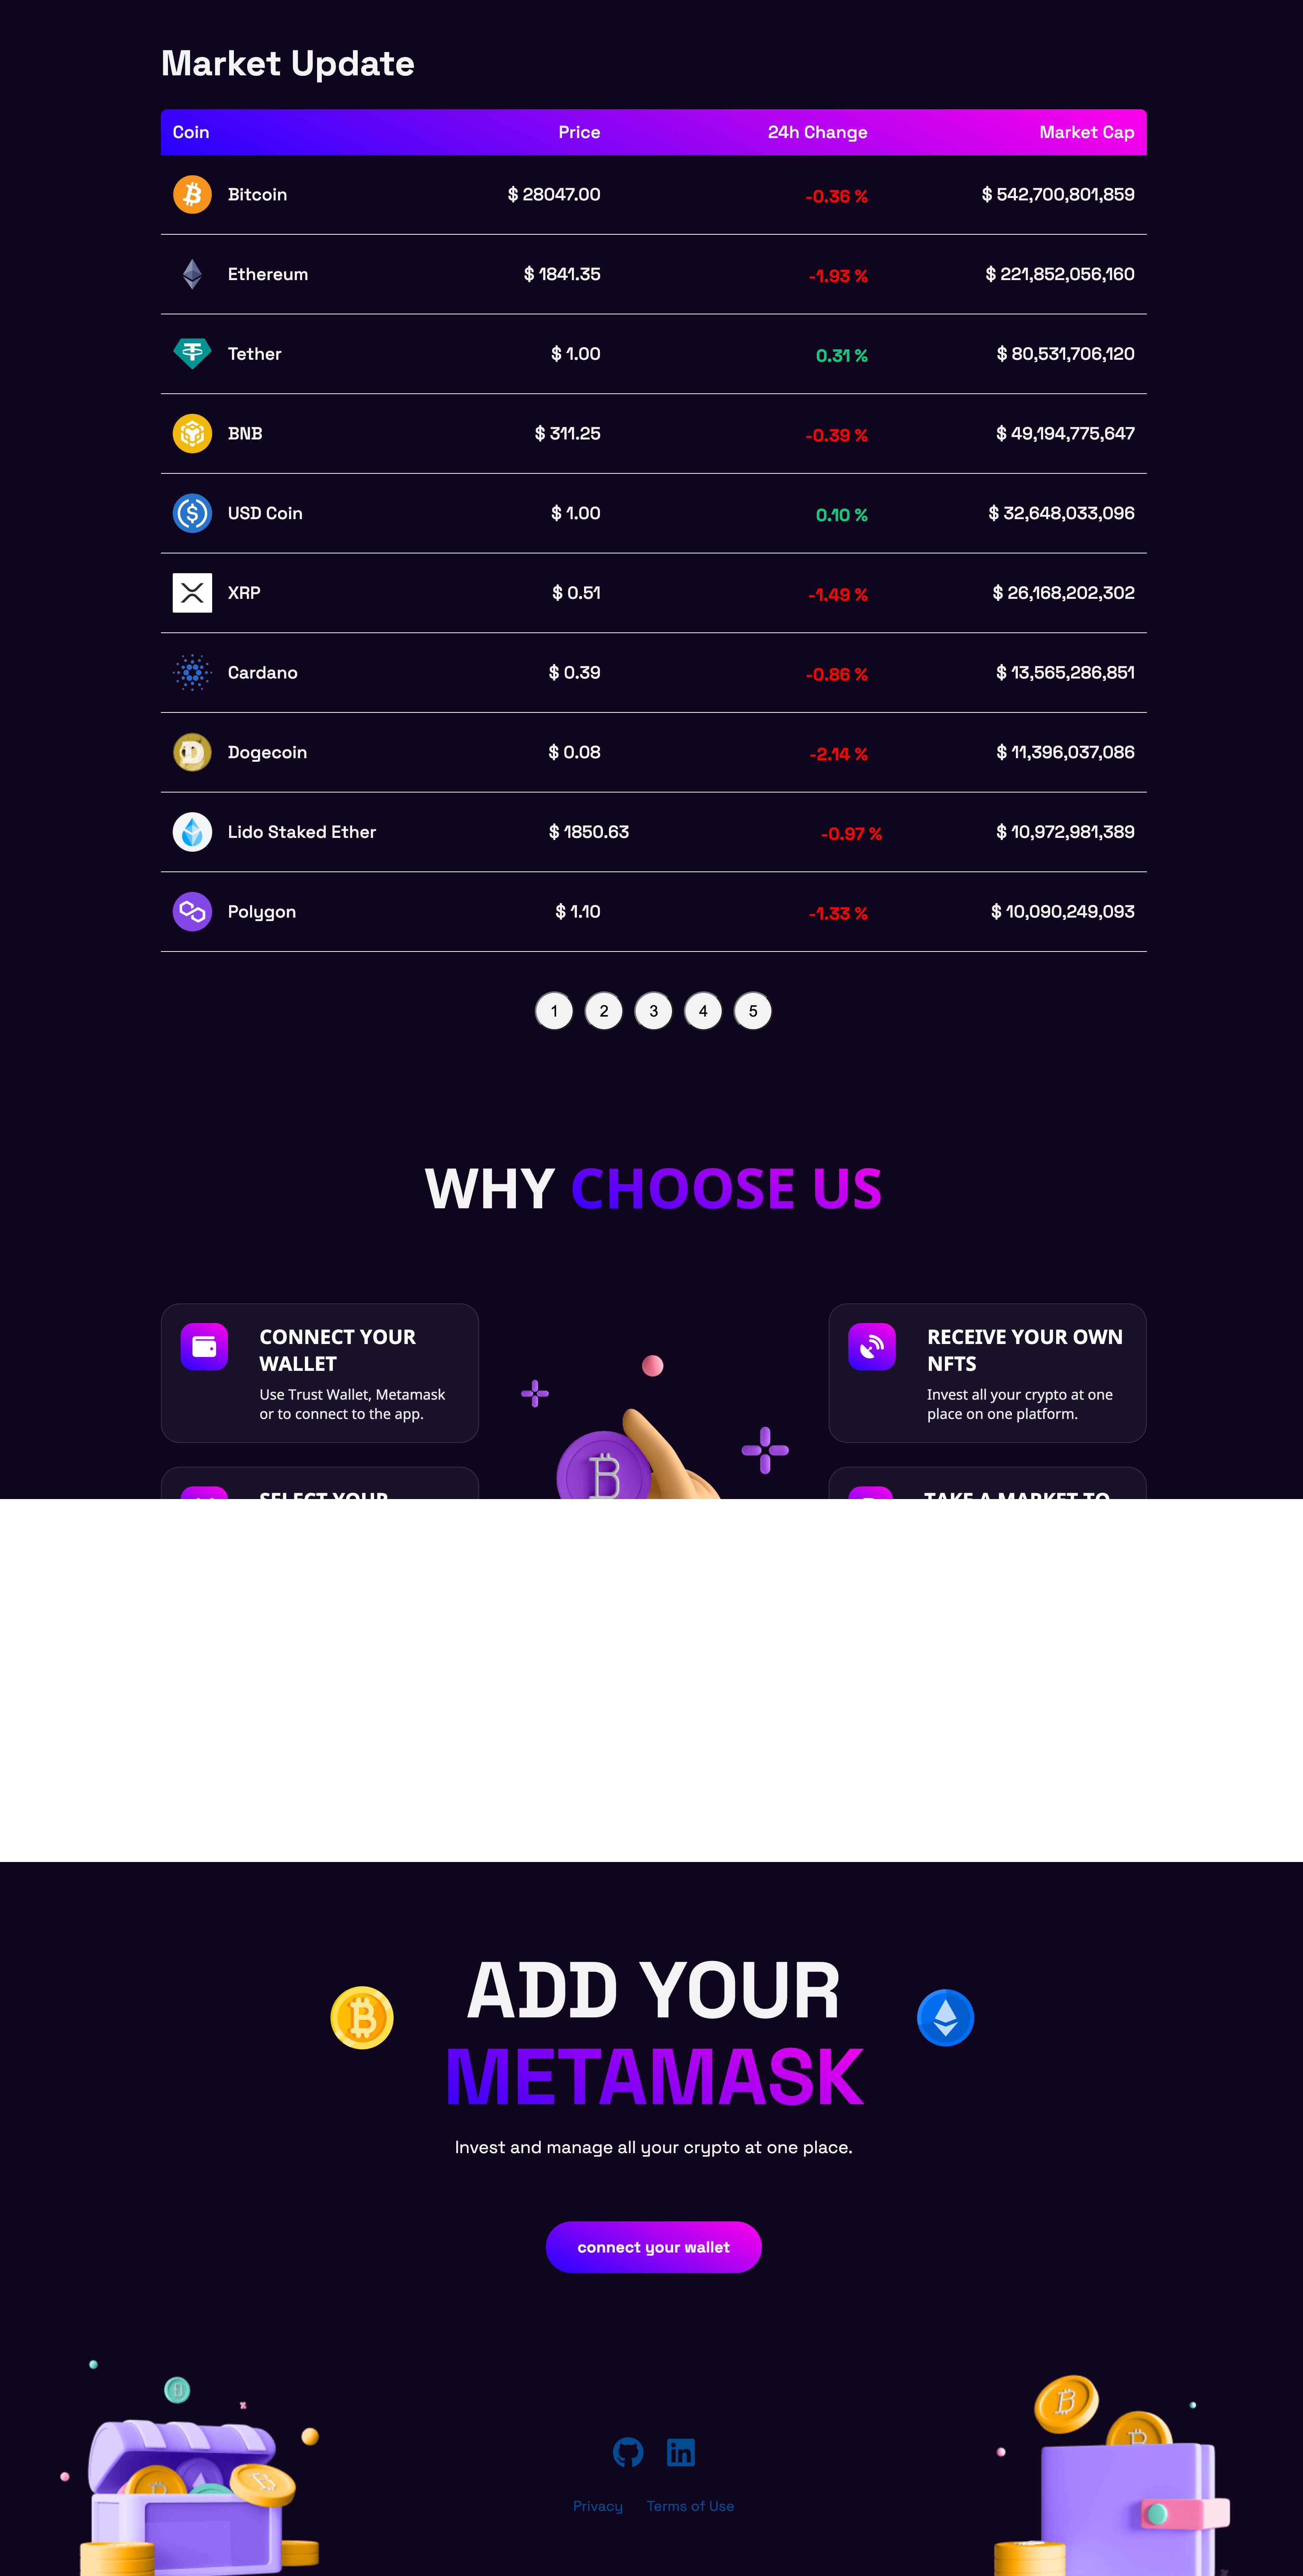 Market Update
Coin Price 24h Change Market Cap
Bitcoin $ 28047.00 -0.36 % $ 542,700,801,859
Ethereum $ 1841.35 -1.93 % $ 221,852,056,160
Tether $ 1.00 0.31 % $ 80,531,706,120
BNB $ 311.25 -0.39 % $ 49,194,775,647
USD Coin $ 1.00 0.10 % $ 32,648,033,096
XRP $ 0.51 -1.49 % $ 26,168,202,302
Cardano $ 0.39 -0.86 % $ 13,565,286,851
Dogecoin $ 0.08 -2.14 % $ 11,396,037,086
Lido Staked Ether $ 1850.63 -0.97 % $ 10,972,981,389
Polygon $ 1.10 -1.33 % $ 10,090,249,093
1 2 3 4 5
WHY CHOOSE US
CONNECT YOUR
WALLET
Use Trust Wallet, Metamask
or to connect to the app.
RECEIVE YOUR OWN
NFTS
Invest all your crypto at one
place on one platform.
SELECT YOUR
TAKE A MARKET TO
ADD YOUR
METAMASK
Invest and manage all your crypto at one place.
connect your wallet
Privacy Terms of Use